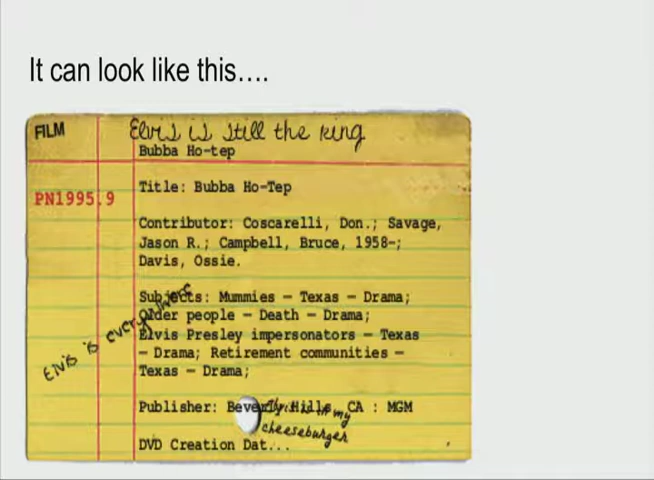 It can look like this....
FILM
Elvis is still the king
Bubba Ho-tep
PN1995.9
Title: Bubba Ho-Tep
Contributor: Coscarelli, Don.; Savage,
Jason R.; Campbell, Bruce, 1958-;
Davis, Ossie.
Subjects: Mummies - Texas - Drama;
Older people - Death - Drama;
Elvis Presley impersonators - Texas
- Drama; Retirement communities -
Texas - Drama;
Elvis is everywhere
Publisher: Beverly Hills, CA : MGM
my
cheeseburger
DVD Creation Dat...